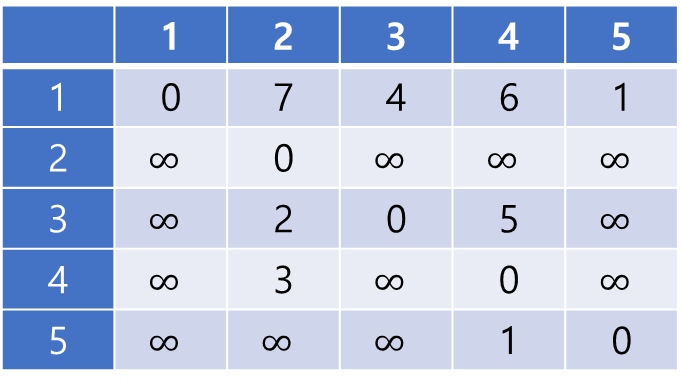 1 2 3 4 5
1 0 7 4 6 1
2 ∞ 0 ∞ ∞ ∞
3 ∞ 2 0 5 ∞
4 ∞ 3 ∞ 0 ∞
5 ∞ ∞ ∞ 1 0